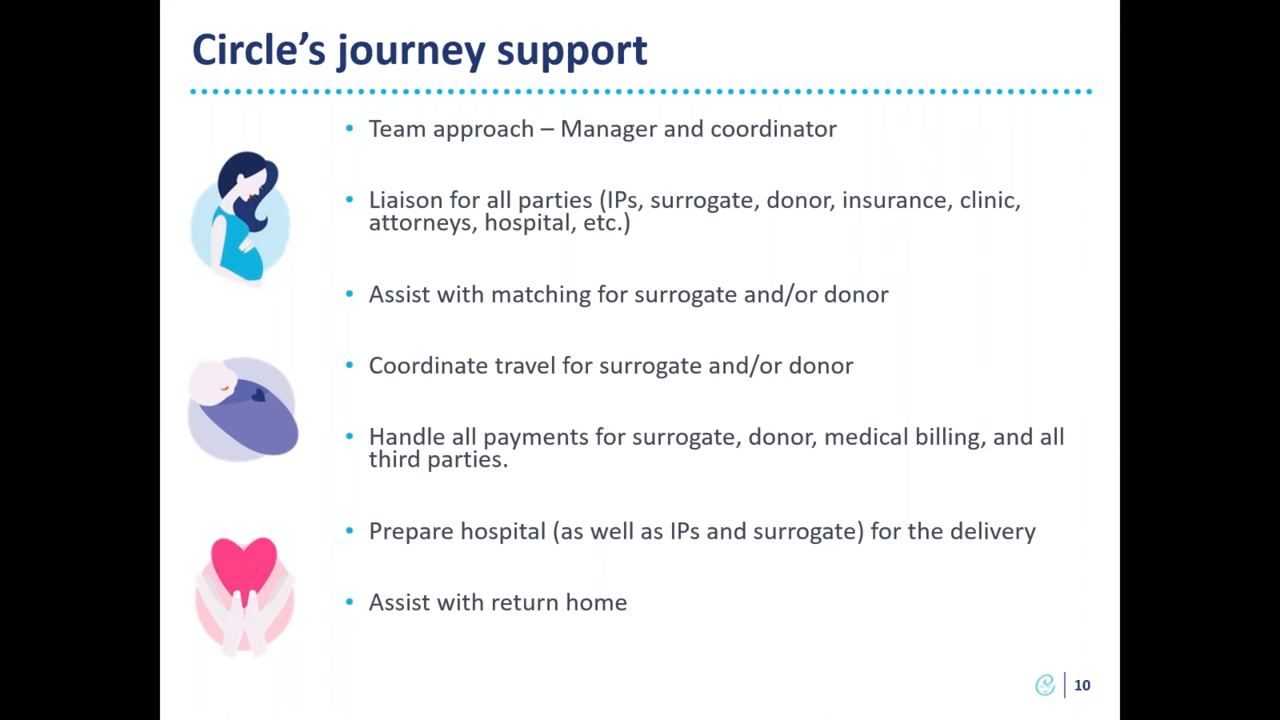 Circle’s journey support
• Team approach – Manager and coordinator
• Liaison for all parties (IPs, surrogate, donor, insurance, clinic,
attorneys, hospital, etc.)
• Assist with matching for surrogate and/or donor
• Coordinate travel for surrogate and/or donor
• Handle all payments for surrogate, donor, medical billing, and all
third parties.
• Prepare hospital (as well as IPs and surrogate) for the delivery
• Assist with return home
10